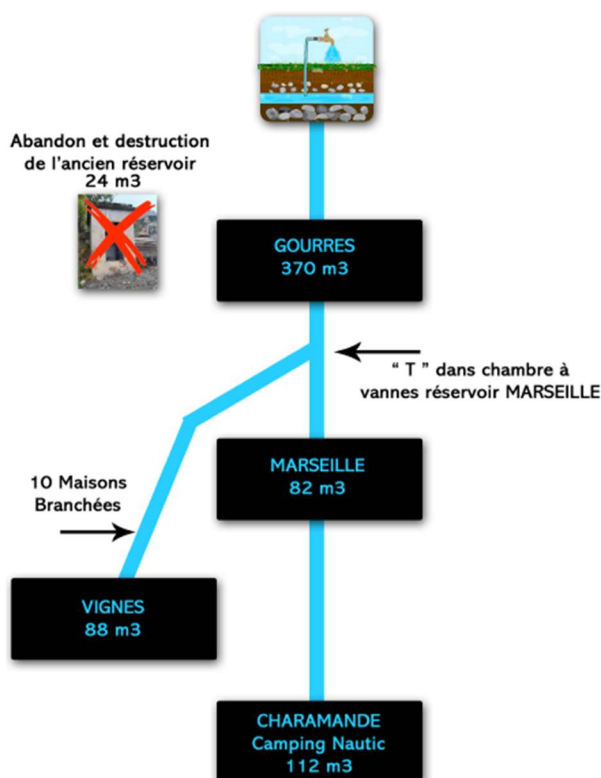 Abandon et destruction
de l'ancien réservoir
24 m3
GOURRES
370 m3
“ T ” dans chambre à
vannes réservoir MARSEILLE
MARSEILLE
82 m3
10 Maisons
Branchées
VIGNES
88 m3
CHARAMANDE
Camping Nautic
112 m3